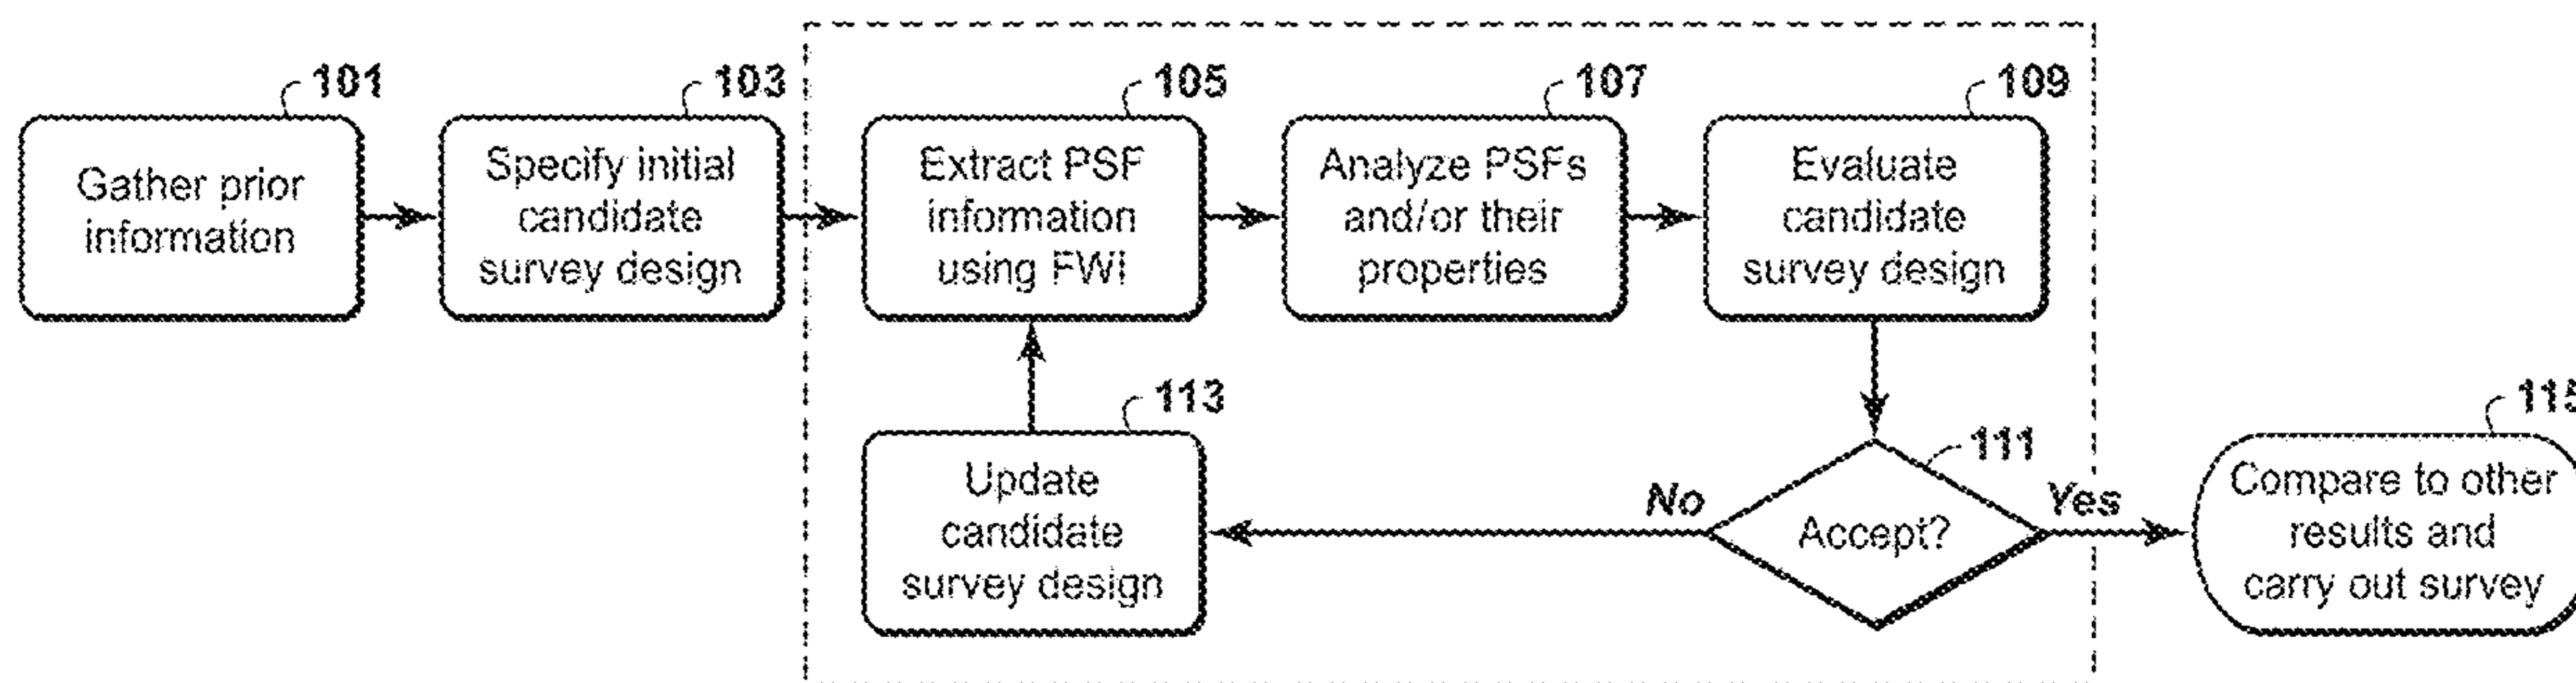 101
Gather prior
information
103
Specify initial
candidate
survey design
105
Extract PSF
information
using FWI
107
Analyze PSFs
and/or their
properties
109
Evaluate
candidate
survey design
111
Accept?
No
Yes
113
Update
candidate
survey design
115
Compare to other
results and
carry out survey